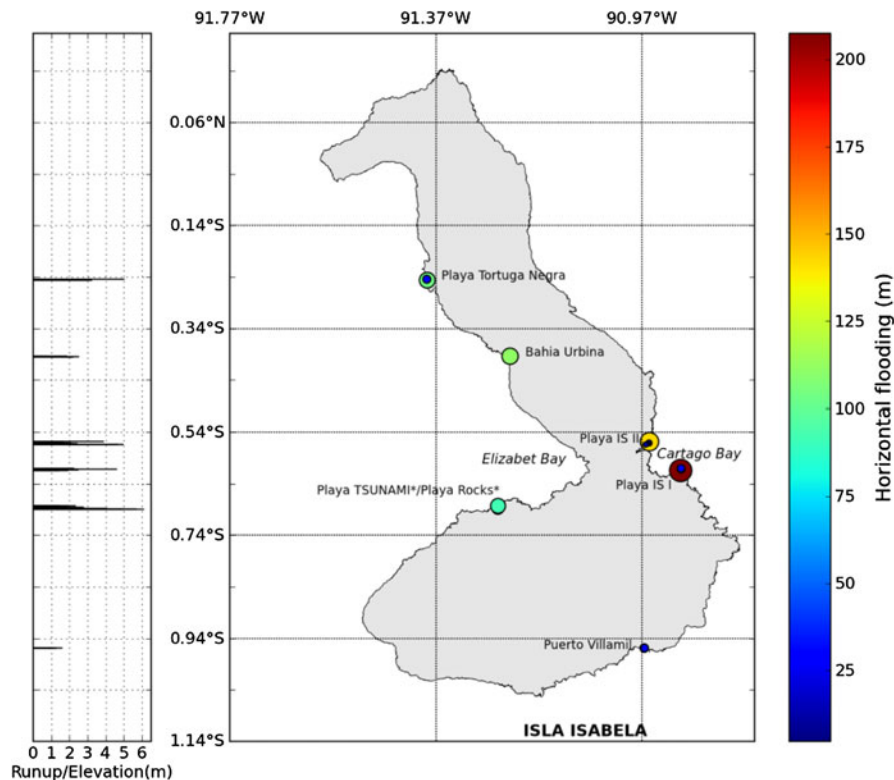 91.77°W 91.37°W 90.97°W
0.06°N
0.14°S
0.34°S
0.54°S
0.74°S
0.94°S
1.14°S
Playa Tortuga Negra
Bahia Urbina
Playa IS II
Cartago Bay
Elizabet Bay
Playa IS I
Playa TSUNAMI*/Playa Rocks*
Puerto Villamil
ISLA ISABELA
0 1 2 3 4 5 6
Runup/Elevation(m)
200
175
150
125
100
75
50
25
Horizontal flooding (m)